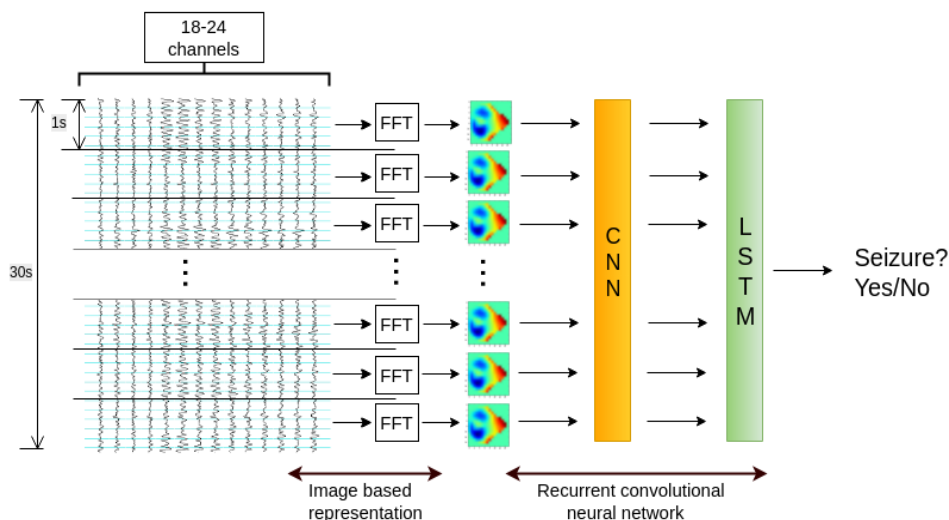 18-24
channels
1s
FFT
FFT
FFT
30s
FFT
FFT
FFT
C
N
N
L
S
T
M
Seizure?
Yes/No
Image based
representation
Recurrent convolutional
neural network